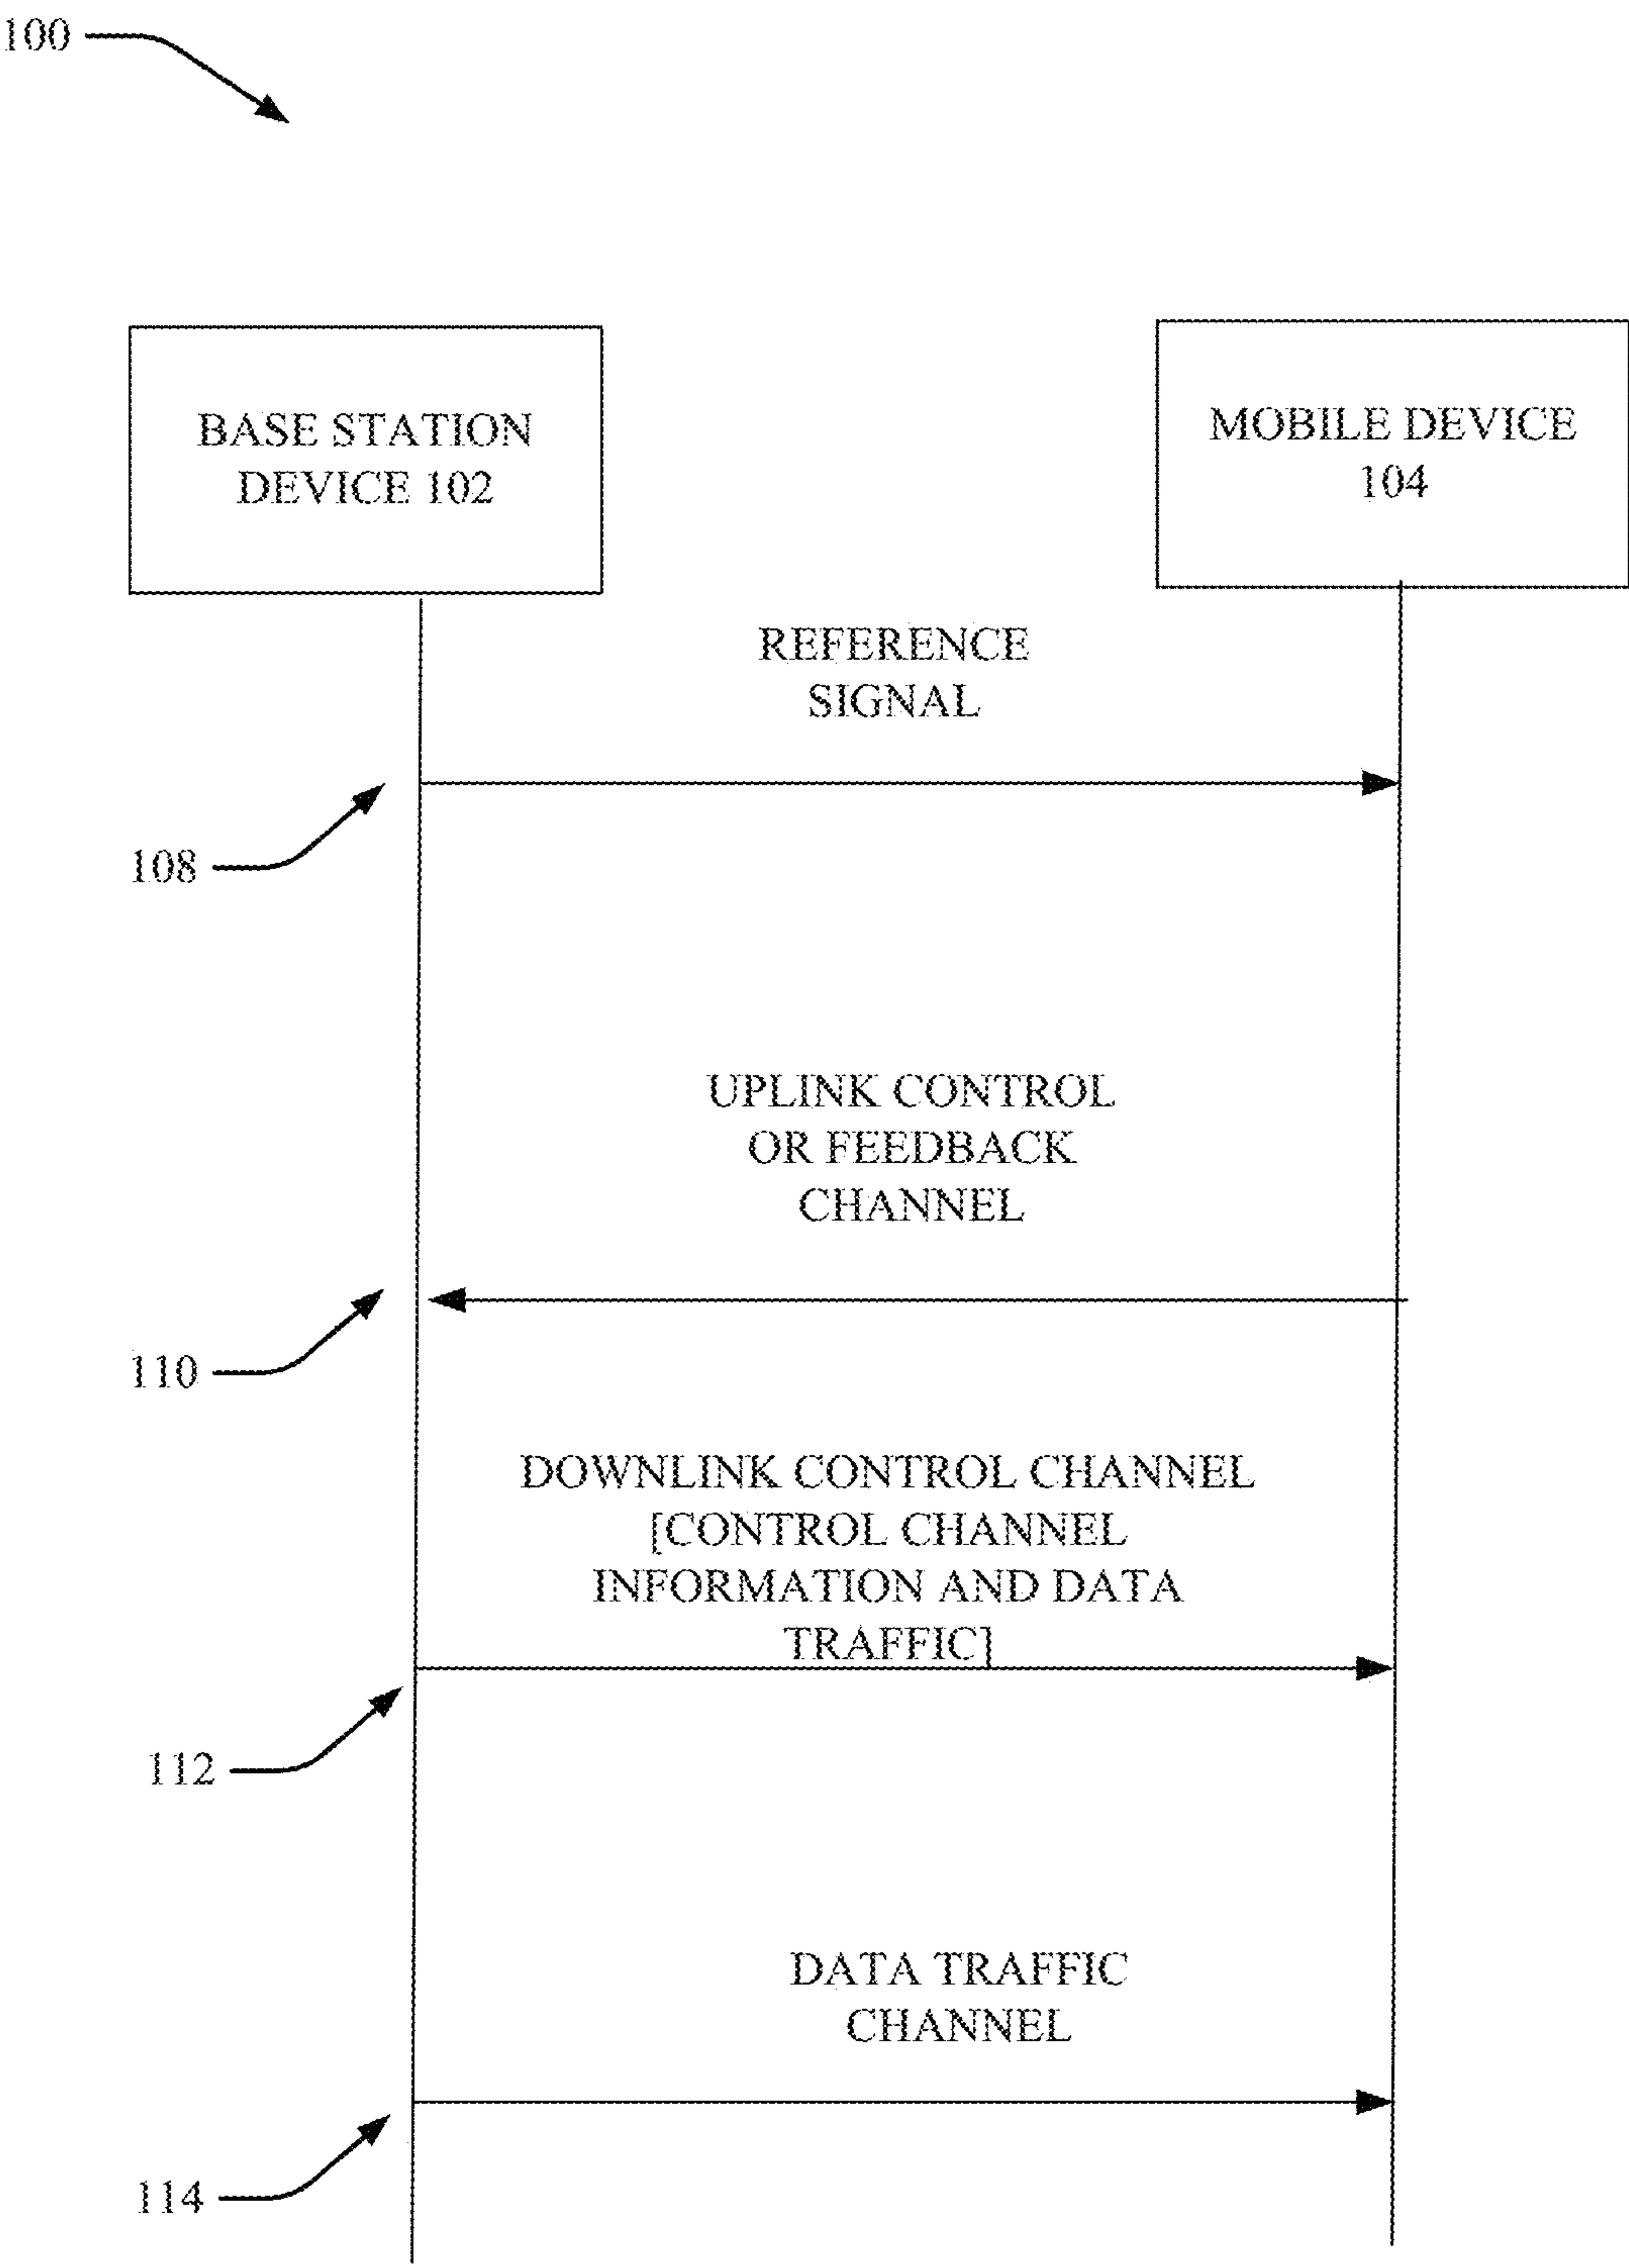 100
BASE STATION
DEVICE 102
MOBILE DEVICE
104
REFERENCE
SIGNAL
108
UPLINK CONTROL
OR FEEDBACK
CHANNEL
110
DOWNLINK CONTROL CHANNEL
[CONTROL CHANNEL
INFORMATION AND DATA
TRAFFIC]
112
DATA TRAFFIC
CHANNEL
114